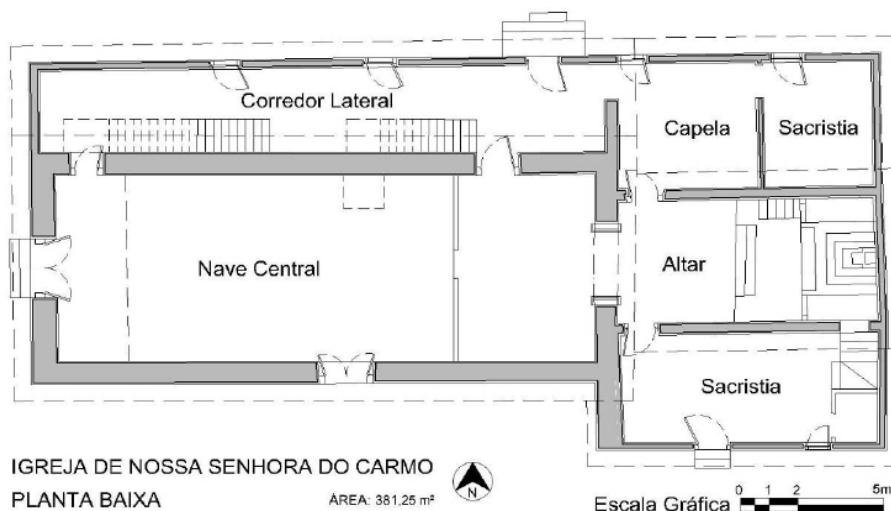 Corredor Lateral
Capela
Sacristia
Nave Central
Altar
Sacristia
IGREJA DE NOSSA SENHORA DO CARMO
PLANTA BAIXA
ÁREA: 381,25 m²
N
Escala Gráfica
0 1 2 5m